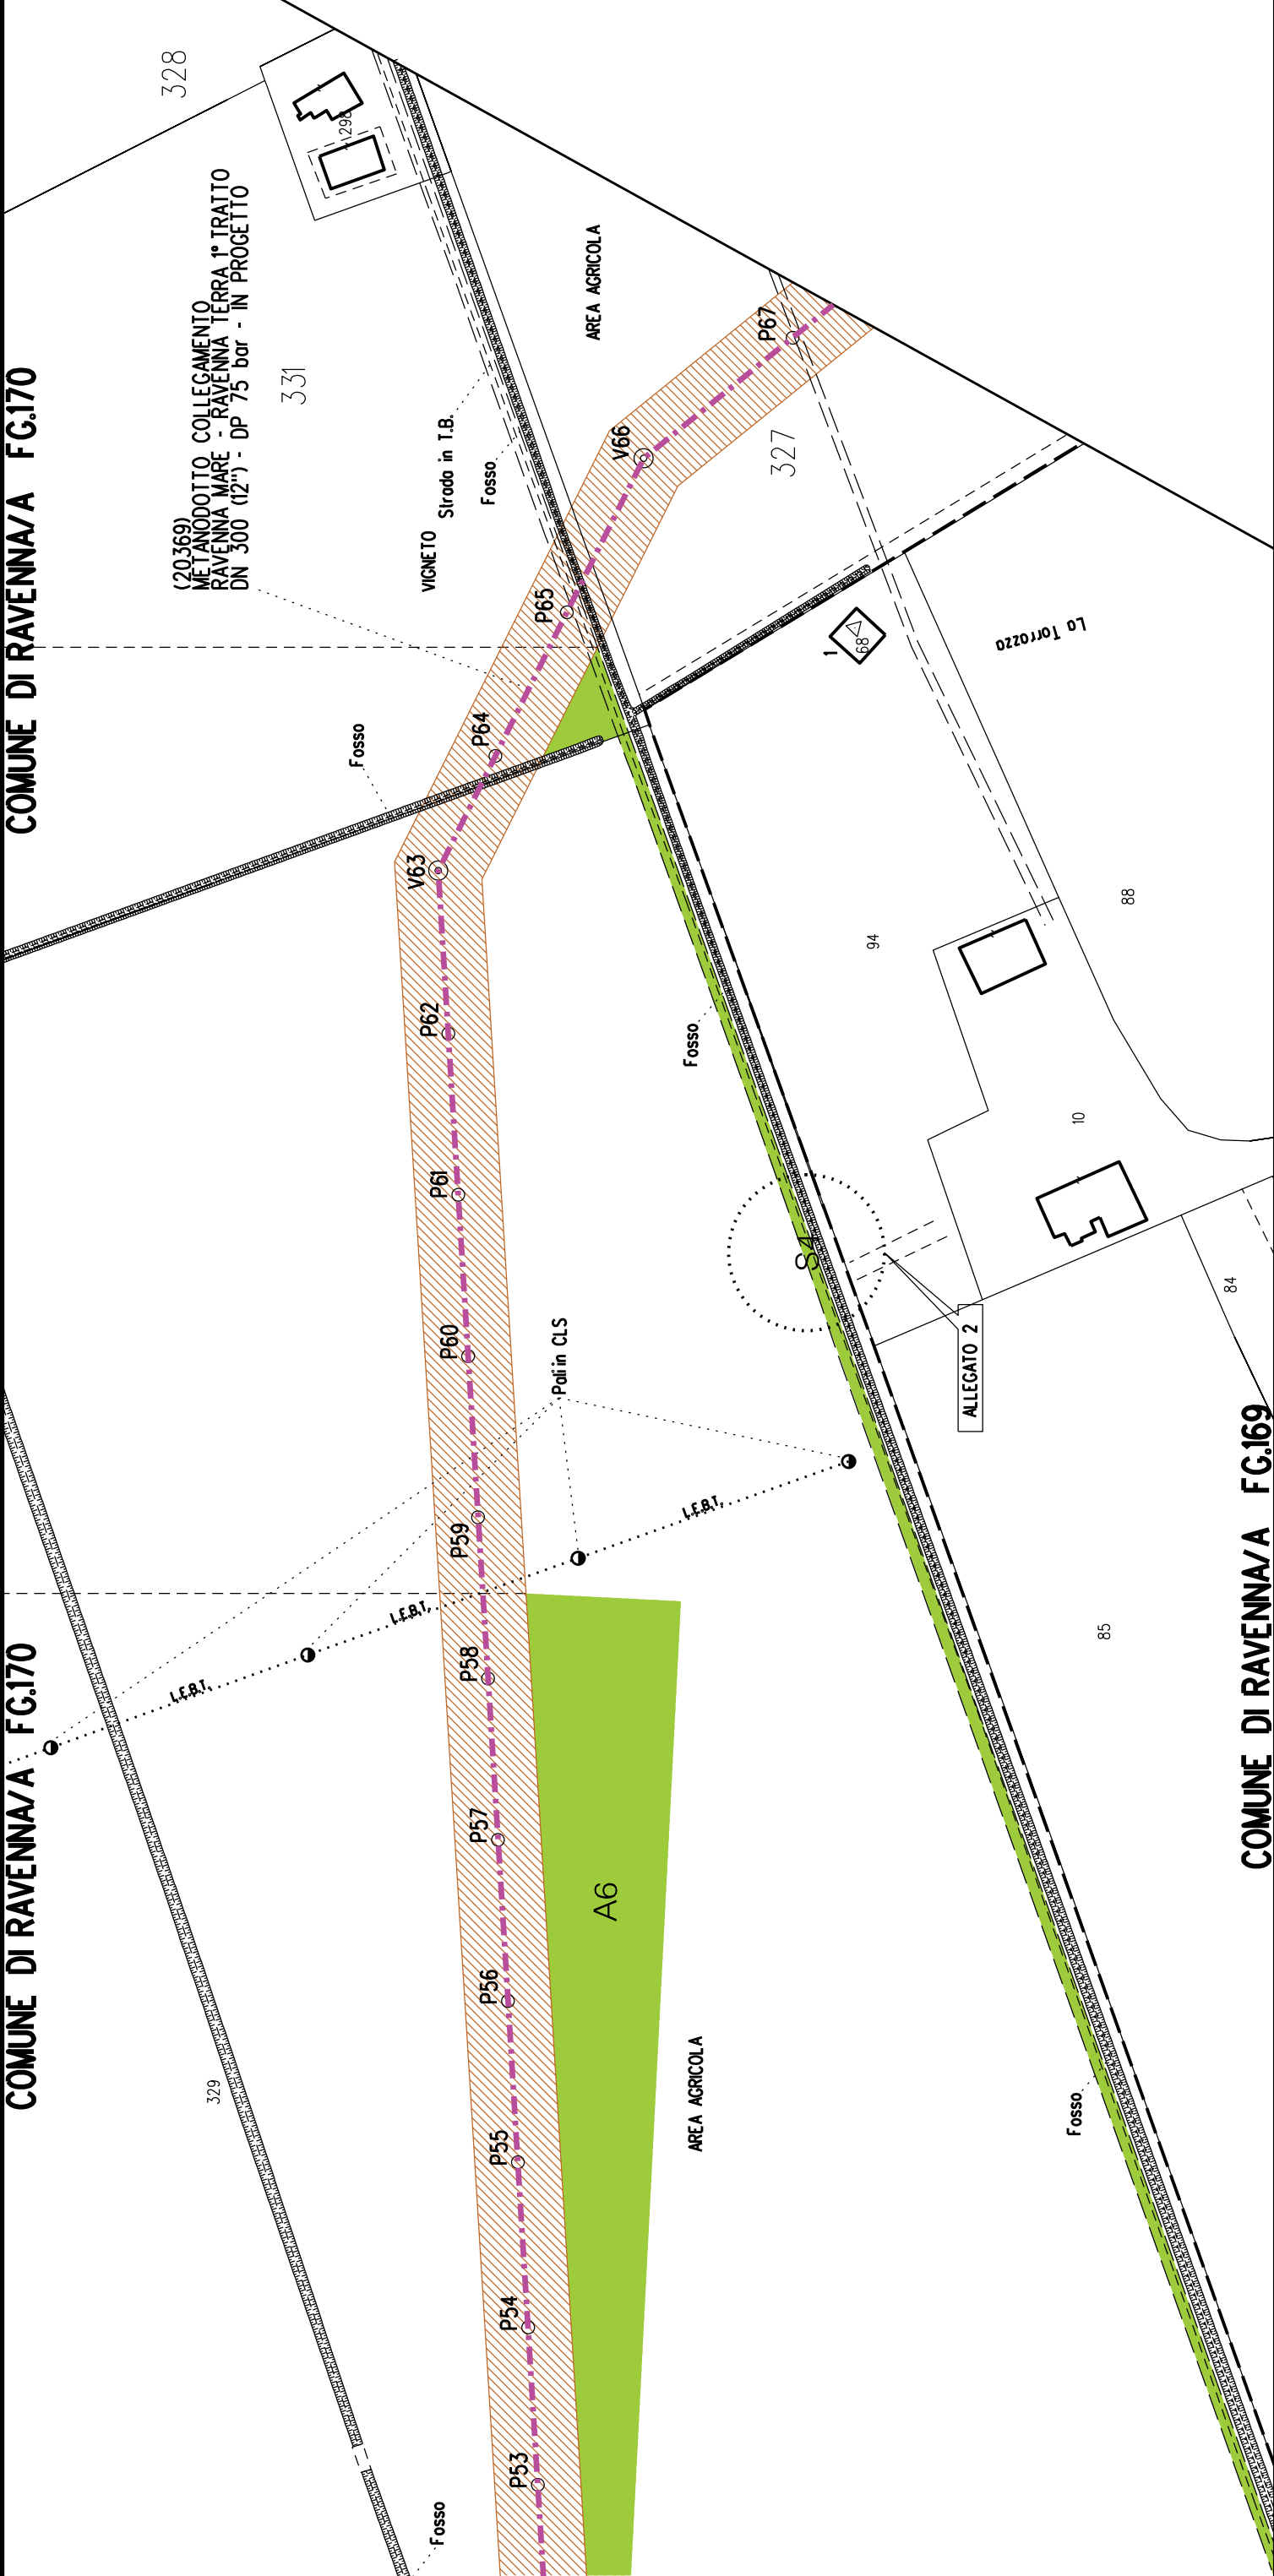 COMUNE DI RAVENNA/A FG.170
COMUNE DI RAVENNA/A FG.170
328
298
(20369)
METANODOTTO COLLEGAMENTO
RAVENNA MARE - RAVENNA TERRA 1° TRATTO
DN 300 (12") - DP 75 bar - IN PROGETTO
331
AREA AGRICOLA
Strada in T.B.
Fosso
VIGNETO
Fosso
327
P67
V66
P65
P64
V63
P62
P61
P60
P59
P58
P57
P56
P55
P54
P53
1
68
La Torrazza
94
88
10
84
85
Fosso
S4
ALLEGATO 2
Pali in CLS
L.E.B.T.
L.E.B.T.
L.E.B.T.
A6
329
AREA AGRICOLA
Fosso
Fosso
COMUNE DI RAVENNA/A FG.169